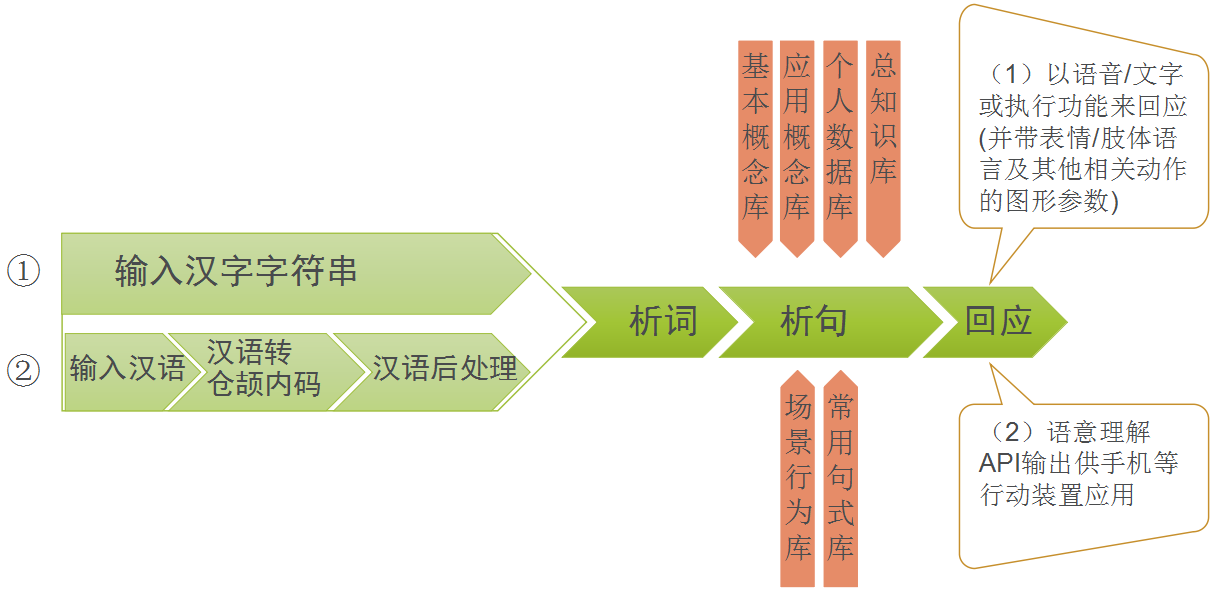 ①
输入汉字字符串
②
输入汉语
汉语转
仓颉内码
汉语后处理
析词
析句
回应
基本概念库
应用概念库
个人数据库
总知识库
场景行为库
常用句式库
（1）以语音/文字
或执行功能来回应
(并带表情/肢体语
言及其他相关动作
的图形参数)
（2）语意理解
API输出供手机等
行动装置应用